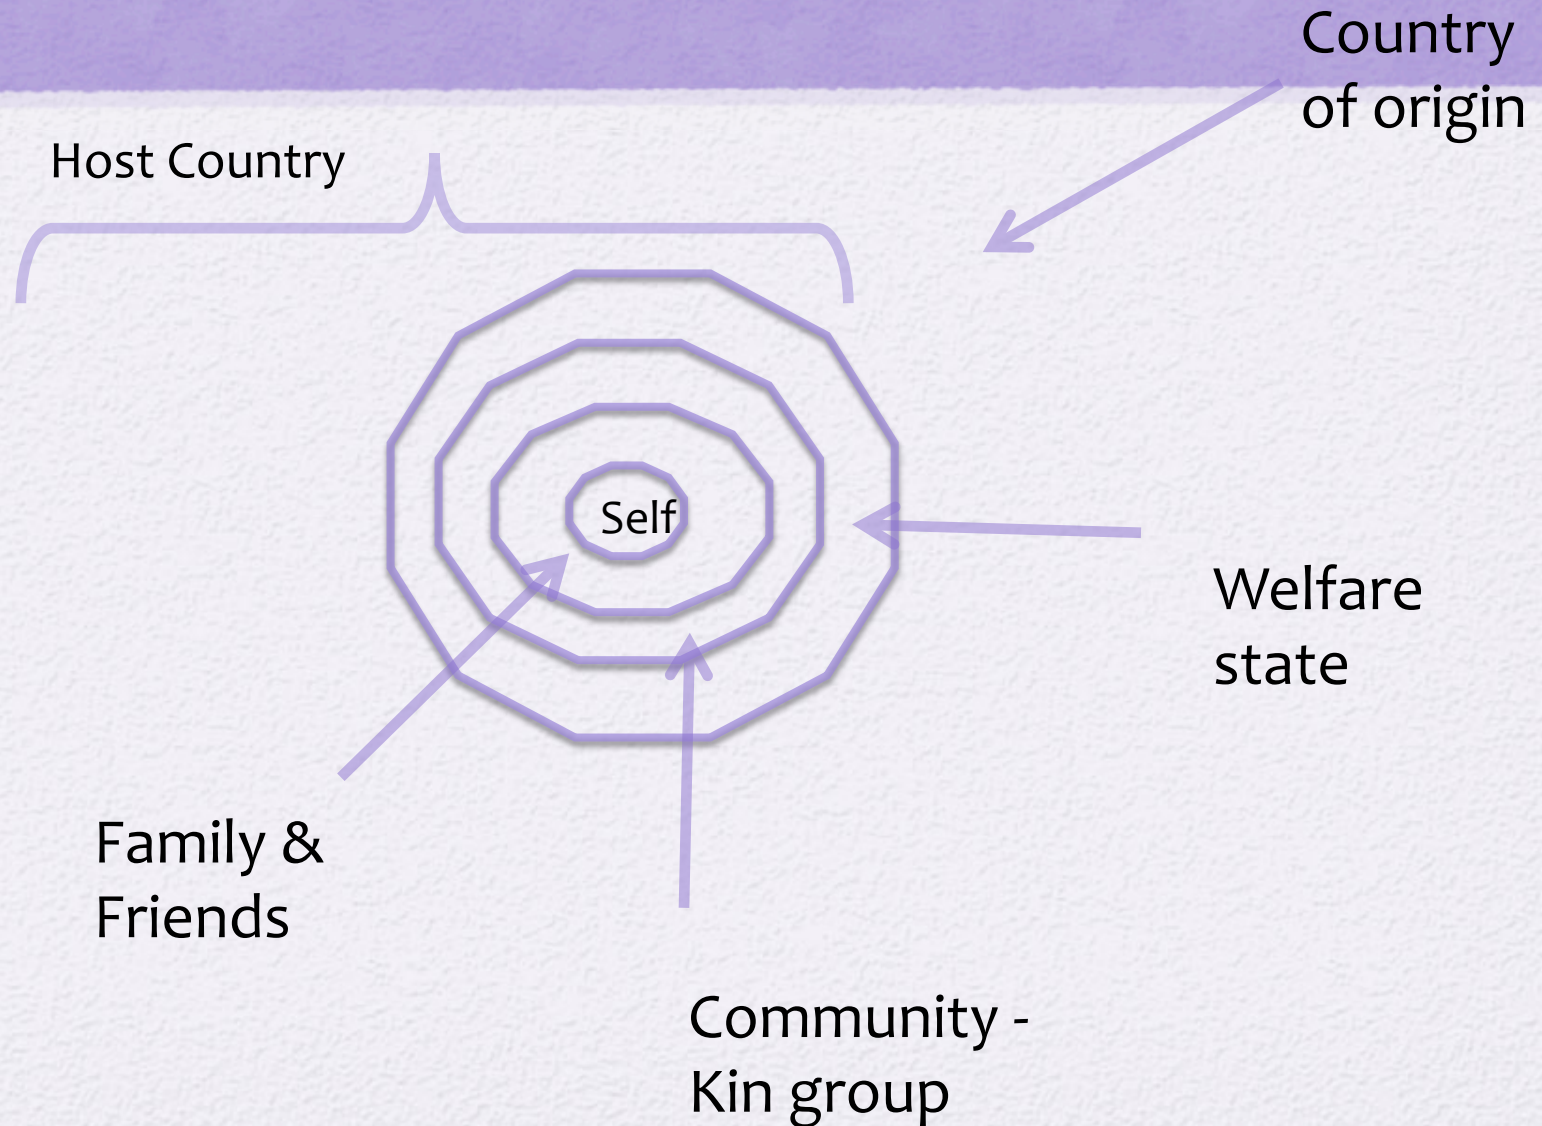 Country
of origin
Host Country
Self
Welfare
state
Family &
Friends
Community -
Kin group